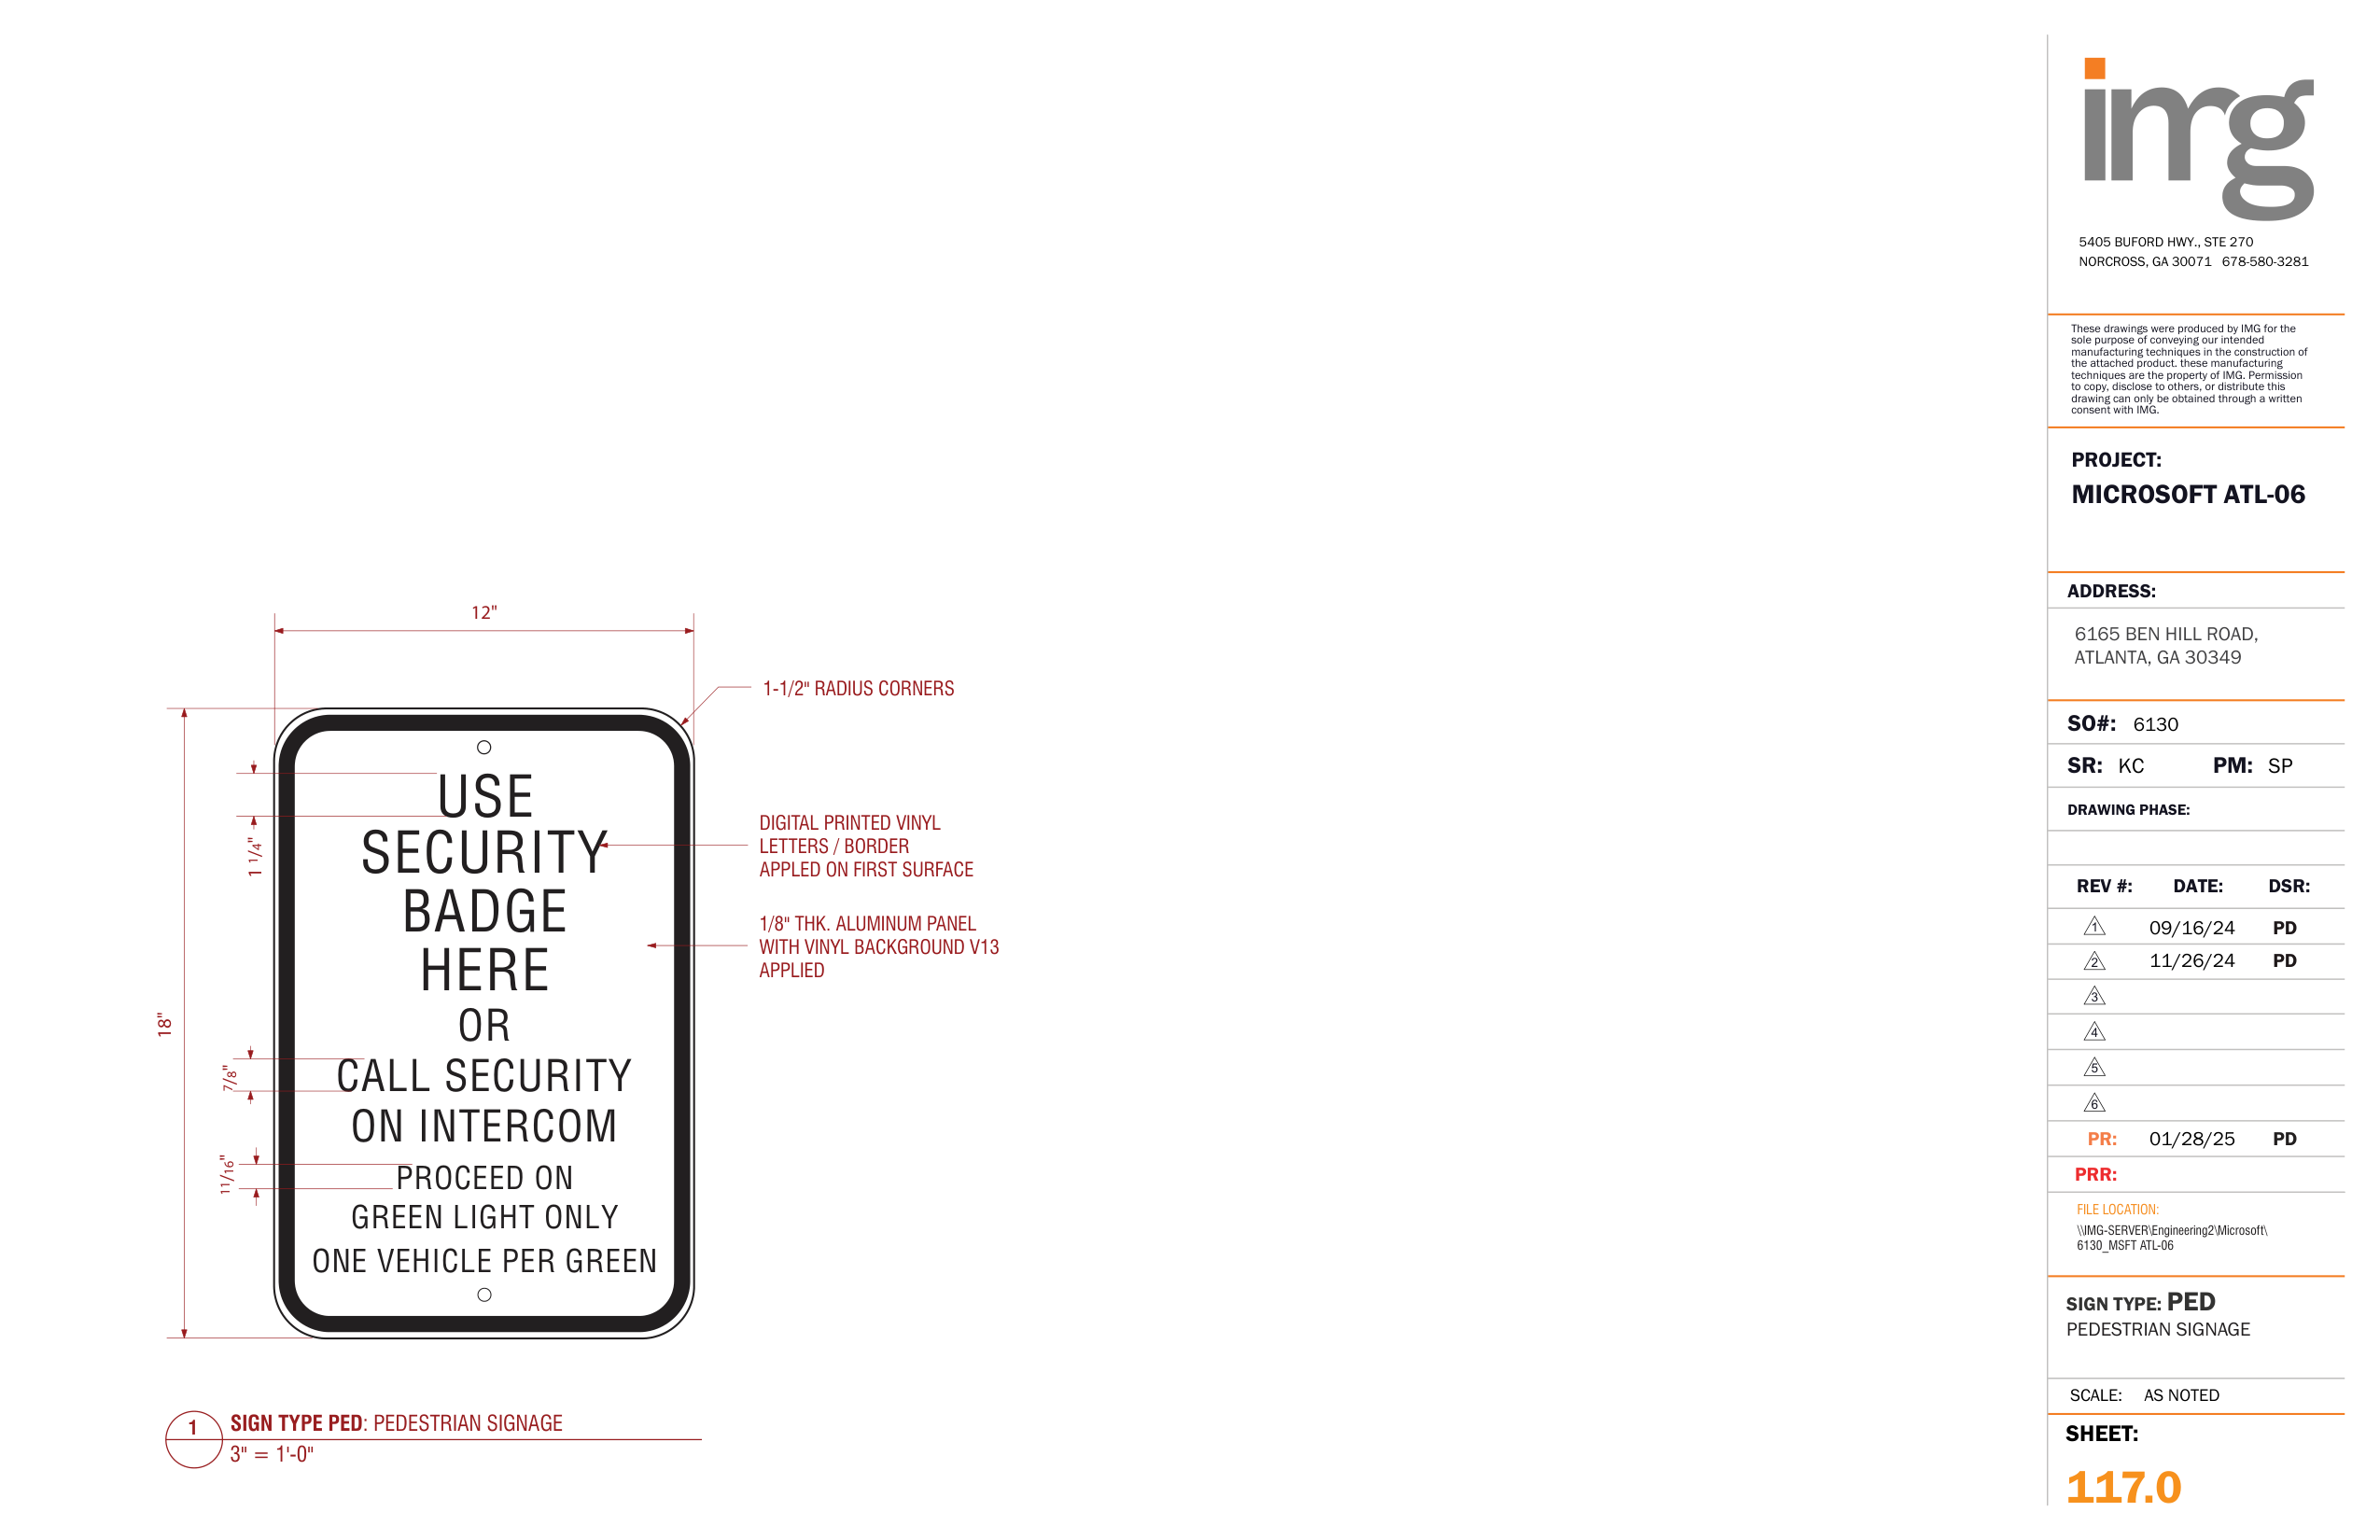 12"
1-1/2" RADIUS CORNERS
18"
1 1/4"
7/8"
11/16"
USE
SECURITY
BADGE
HERE
OR
CALL SECURITY
ON INTERCOM
PROCEED ON
GREEN LIGHT ONLY
ONE VEHICLE PER GREEN
DIGITAL PRINTED VINYL
LETTERS / BORDER
APPLED ON FIRST SURFACE
1/8" THK. ALUMINUM PANEL
WITH VINYL BACKGROUND V13
APPLIED
1
SIGN TYPE PED: PEDESTRIAN SIGNAGE
3" = 1'-0"
img
5405 BUFORD HWY., STE 270
NORCROSS, GA 30071 678-580-3281
These drawings were produced by IMG for the
sole purpose of conveying our intended
manufacturing techniques in the construction of
the attached product. these manufacturing
techniques are the property of IMG. Permission
to copy, disclose to others, or distribute this
drawing can only be obtained through a written
consent with IMG.
PROJECT:
MICROSOFT ATL-06
ADDRESS:
6165 BEN HILL ROAD,
ATLANTA, GA 30349
SO#: 6130
SR: KC PM: SP
DRAWING PHASE:
REV #: DATE: DSR:
1 09/16/24 PD
2 11/26/24 PD
3
4
5
6
PR: 01/28/25 PD
PRR:
FILE LOCATION:
\\IMG-SERVER\Engineering2\Microsoft\
6130_MSFT ATL-06
SIGN TYPE: PED
PEDESTRIAN SIGNAGE
SCALE: AS NOTED
SHEET:
117.0